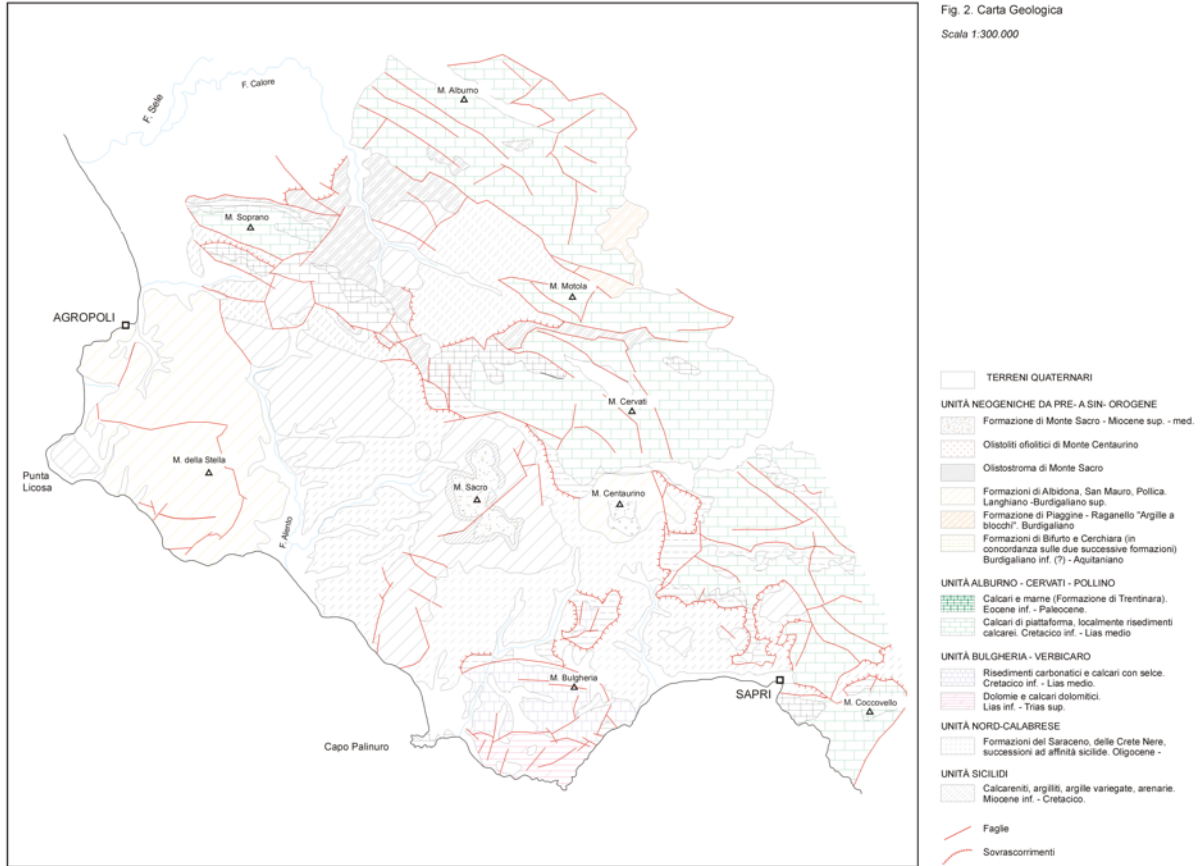 Fig. 2. Carta Geologica
Scala 1:300.000
F. Sele
F. Calore
M. Alburno
M. Soprano
M. Motola
AGROPOLI
M. Cervati
M. della Stella
Punta
Licosa
M. Sacro
M. Centaurino
F. Alento
M. Bulgheria
SAPRI
M. Coccovello
Capo Palinuro
TERRENI QUATERNARI
UNITÀ NEOGENICHE DA PRE- A SIN- OROGENE
Formazione di Monte Sacro - Miocene sup. - med.
Olistoliti ofiolitici di Monte Centaurino
Olistostroma di Monte Sacro
Formazioni di Albidona, San Mauro, Pollica.
Langhiano -Burdigaliano sup.
Formazione di Piaggine - Raganello "Argille a
blocchi". Burdigaliano
Formazioni di Bifurto e Cerchiara (in
concordanza sulle due successive formazioni)
Burdigaliano inf. (?) - Aquitaniano
UNITÀ ALBURNO - CERVATI - POLLINO
Calcari e marne (Formazione di Trentinara).
Eocene inf. - Paleocene.
Calcari di piattaforma, localmente risedimenti
calcarei. Cretacico inf. - Lias medio
UNITÀ BULGHERIA - VERBICARO
Risedimenti carbonatici e calcari con selce.
Cretacico inf. - Lias medio.
Dolomie e calcari dolomitici.
Lias inf. - Trias sup.
UNITÀ NORD-CALABRESE
Formazioni del Saraceno, delle Crete Nere,
successioni ad affinità sicilide. Oligocene -
UNITÀ SICILIDI
Calcareniti, argilliti, argille variegate, arenarie.
Miocene inf. - Cretacico.
Faglie
Sovrascorrimenti